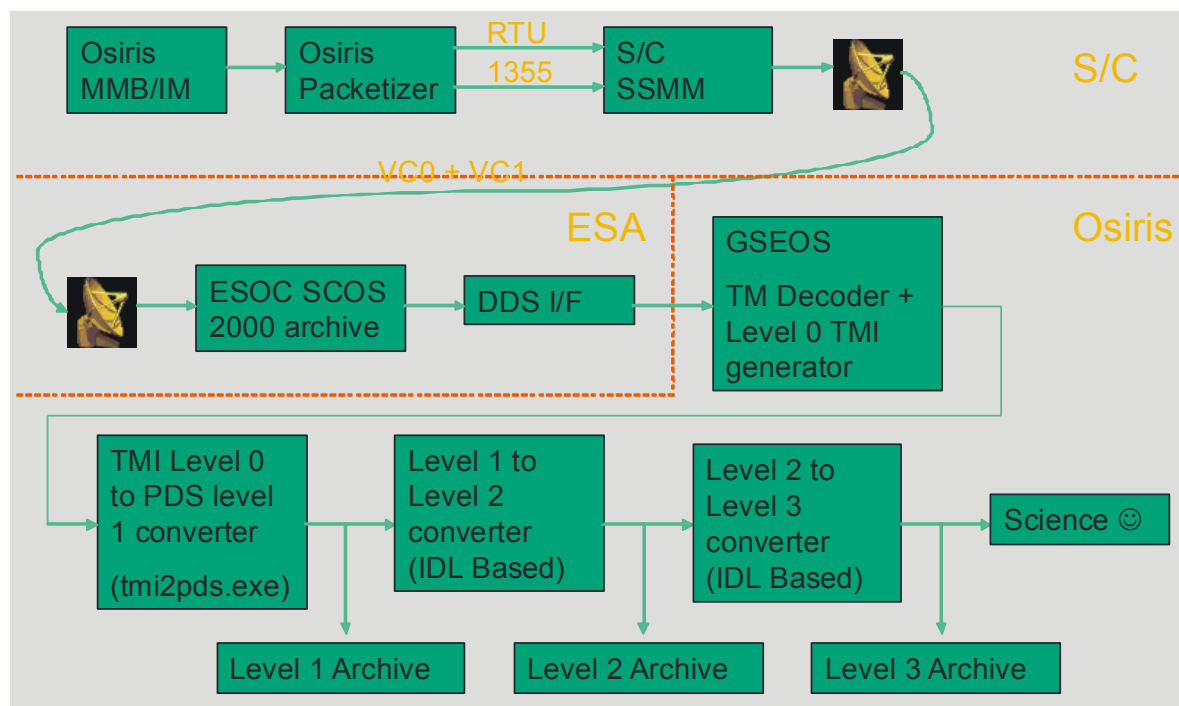 Osiris
MMB/IM
Osiris
Packetizer
RTU
1355
S/C
SSMM
S/C
VC0 + VC1
ESA
Osiris
ESOC SCOS
2000 archive
DDS I/F
GSEOS
TM Decoder +
Level 0 TMI
generator
TMI Level 0
to PDS level
1 converter
(tmi2pds.exe)
Level 1 to
Level 2
converter
(IDL Based)
Level 2 to
Level 3
converter
(IDL Based)
Science ☺
Level 1 Archive
Level 2 Archive
Level 3 Archive